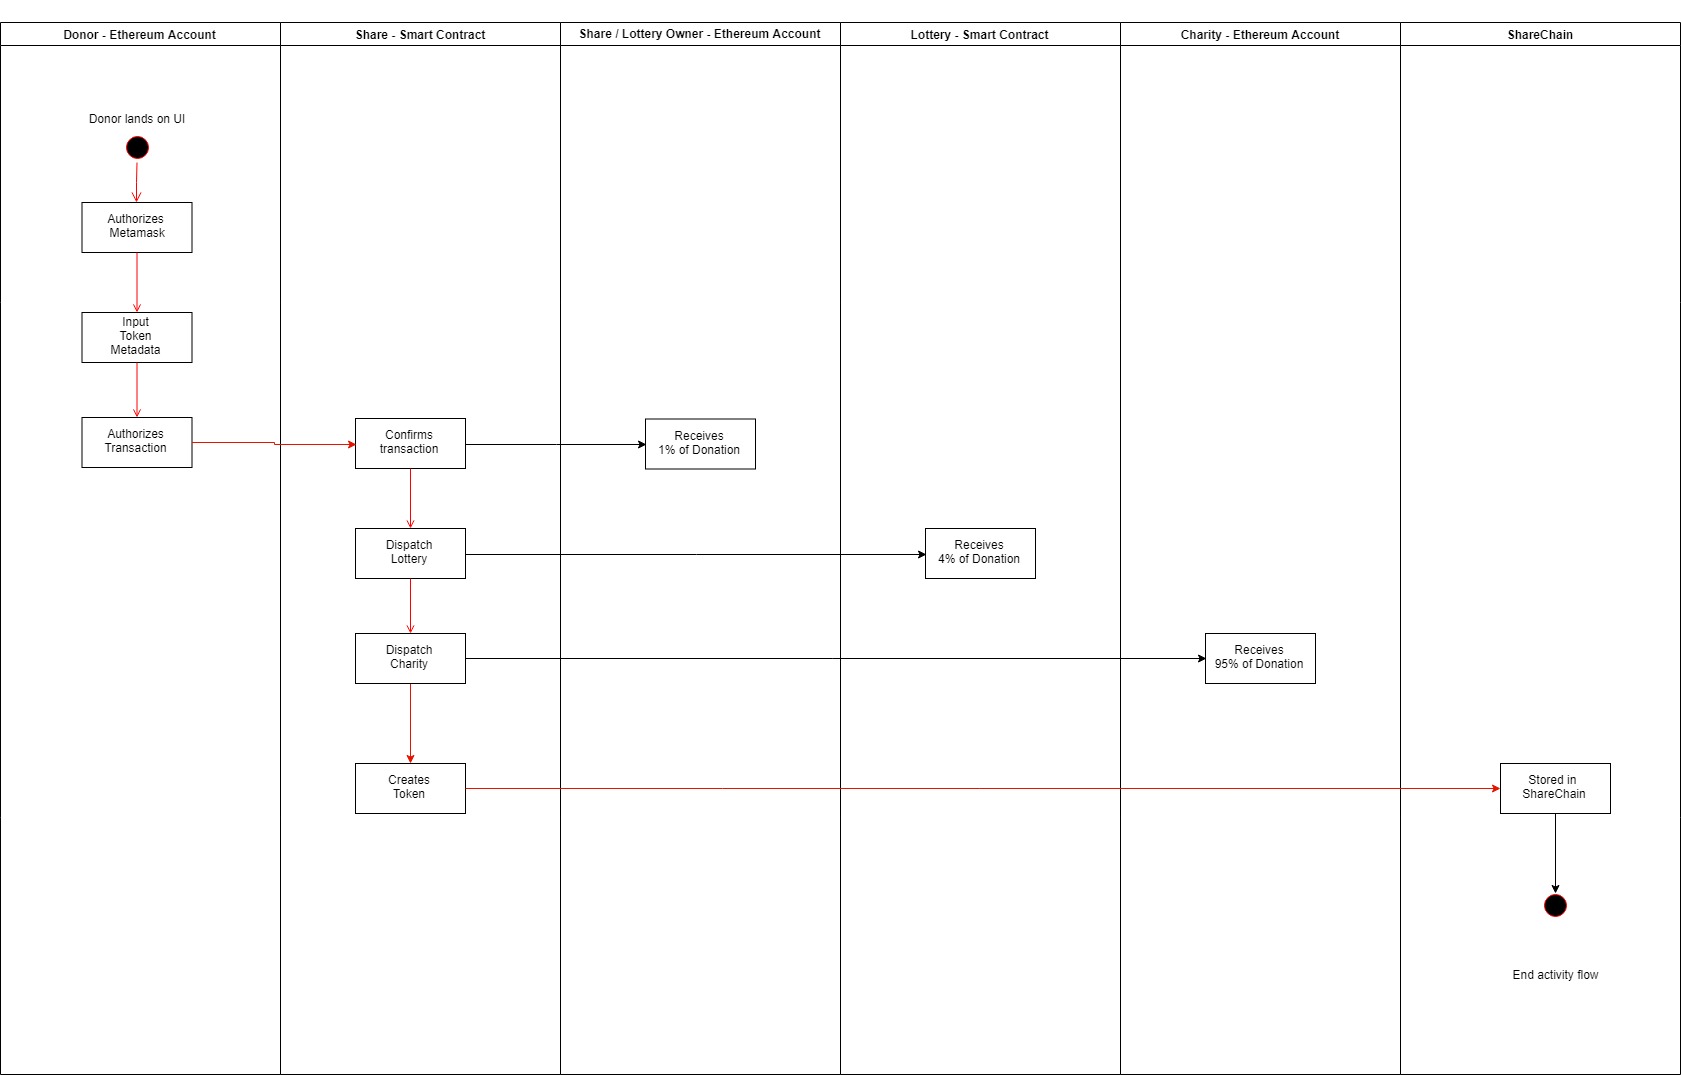 Donor - Ethereum Account
Share - Smart Contract
Share / Lottery Owner - Ethereum Account
Lottery - Smart Contract
Charity - Ethereum Account
ShareChain
Donor lands on UI
Authorizes
Metamask
Input
Token
Metadata
Authorizes
Transaction
Confirms
transaction
Receives
1% of Donation
Dispatch
Lottery
Receives
4% of Donation
Dispatch
Charity
Receives
95% of Donation
Creates
Token
Stored in
ShareChain
End activity flow